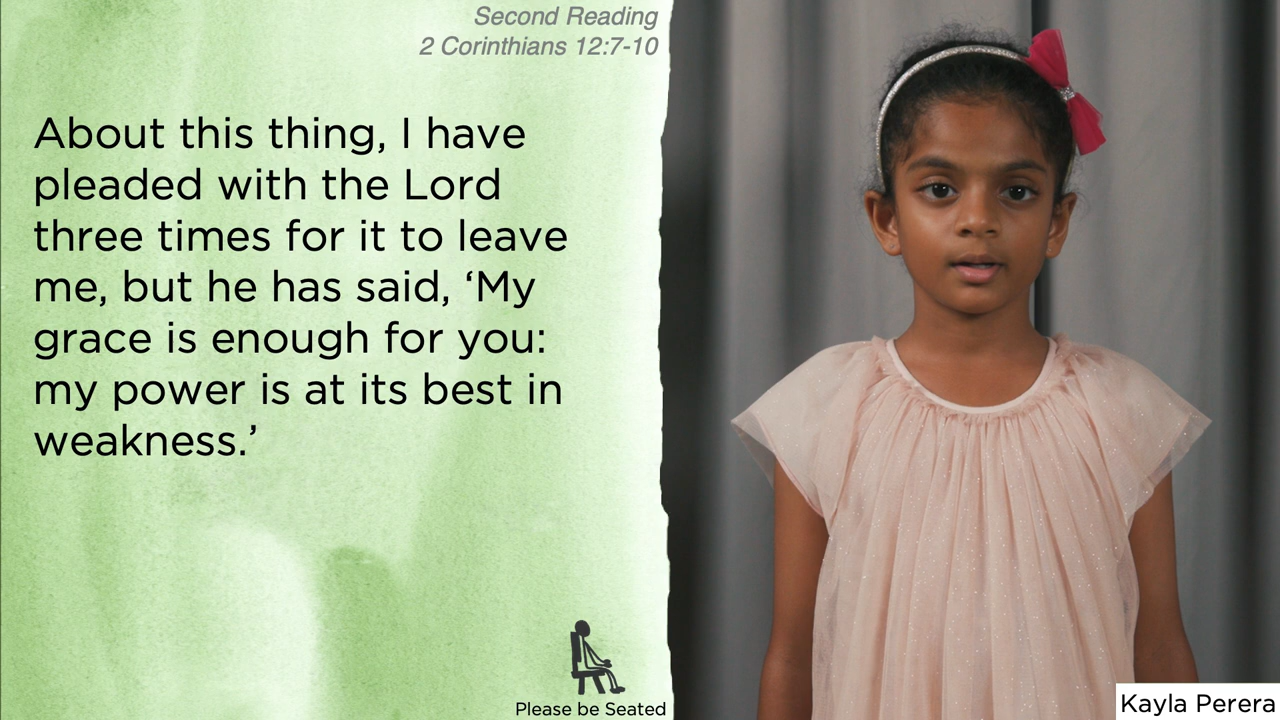 Second Reading
2 Corinthians 12:7-10
About this thing, I have
pleaded with the Lord
three times for it to leave
me, but he has said, ‘My
grace is enough for you:
my power is at its best in
weakness.’
Please be Seated
Kayla Perera